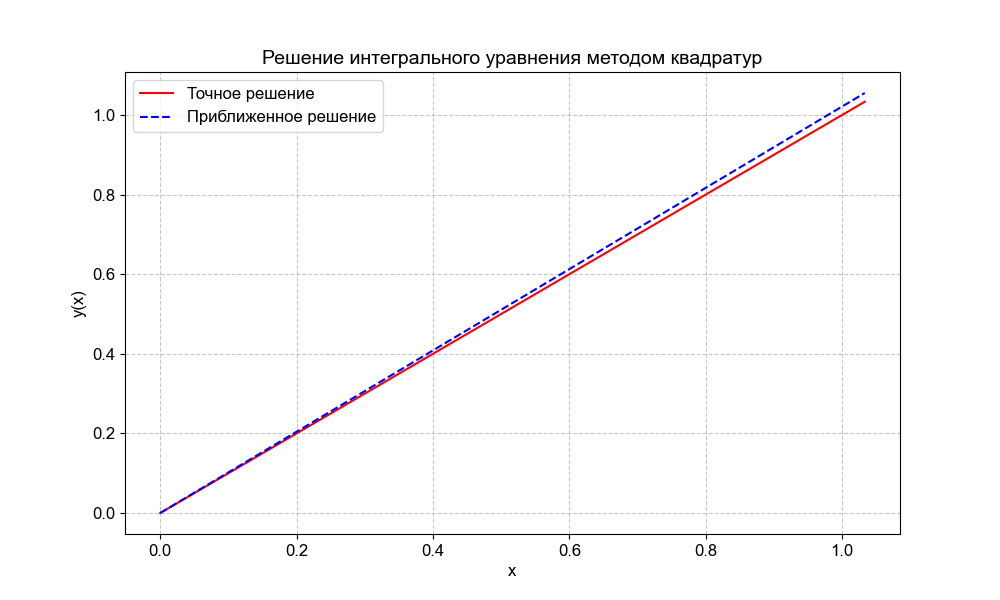 Решение интегрального уравнения методом квадратур
Точное решение
Приближенное решение
1.0
0.8
0.6
0.4
0.2
0.0
y(x)
0.0 0.2 0.4 0.6 0.8 1.0
x